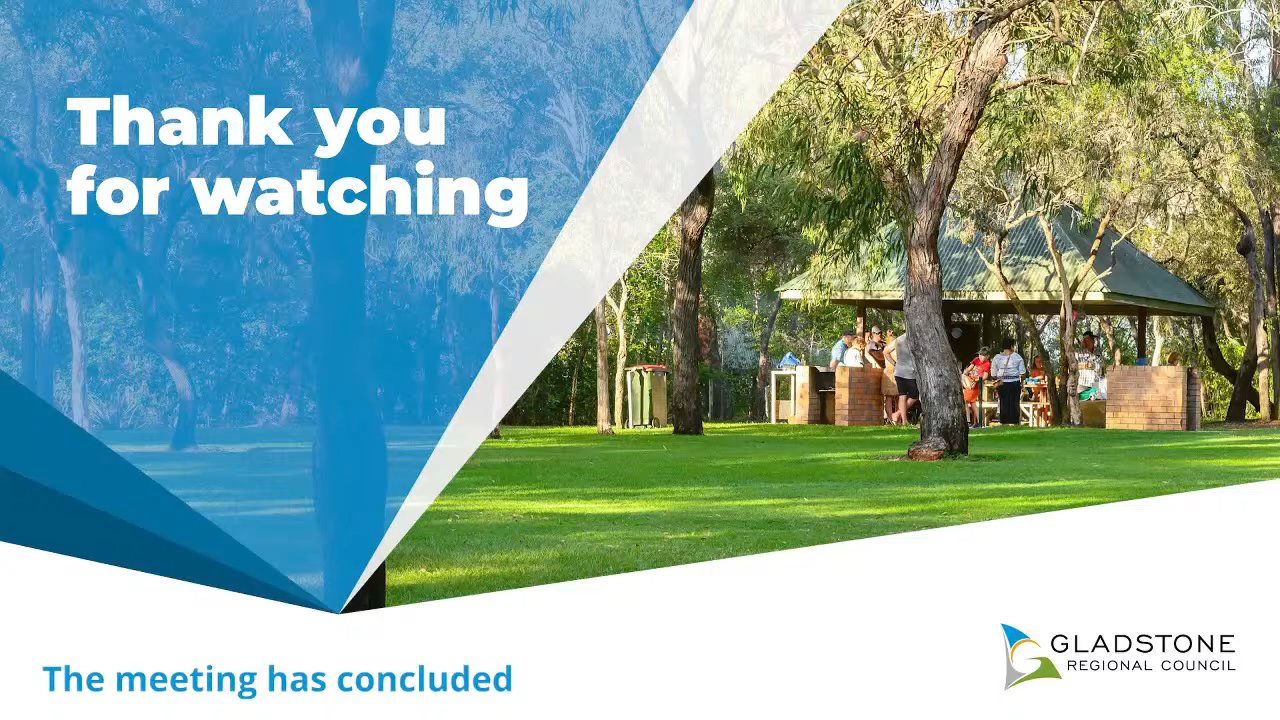 Thank you
for watching
The meeting has concluded
GLADSTONE
REGIONAL COUNCIL